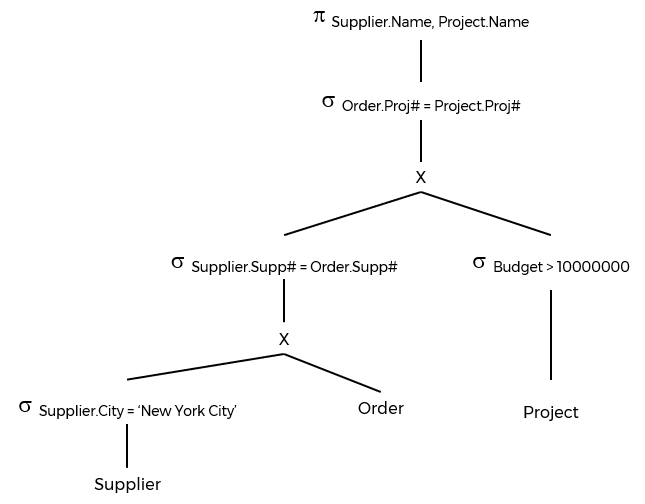 π Supplier.Name, Project.Name
σ Order.Proj# = Project.Proj#
X
σ Supplier.Supp# = Order.Supp#
σ Budget > 10000000
X
σ Supplier.City = ‘New York City’
Order
Project
Supplier